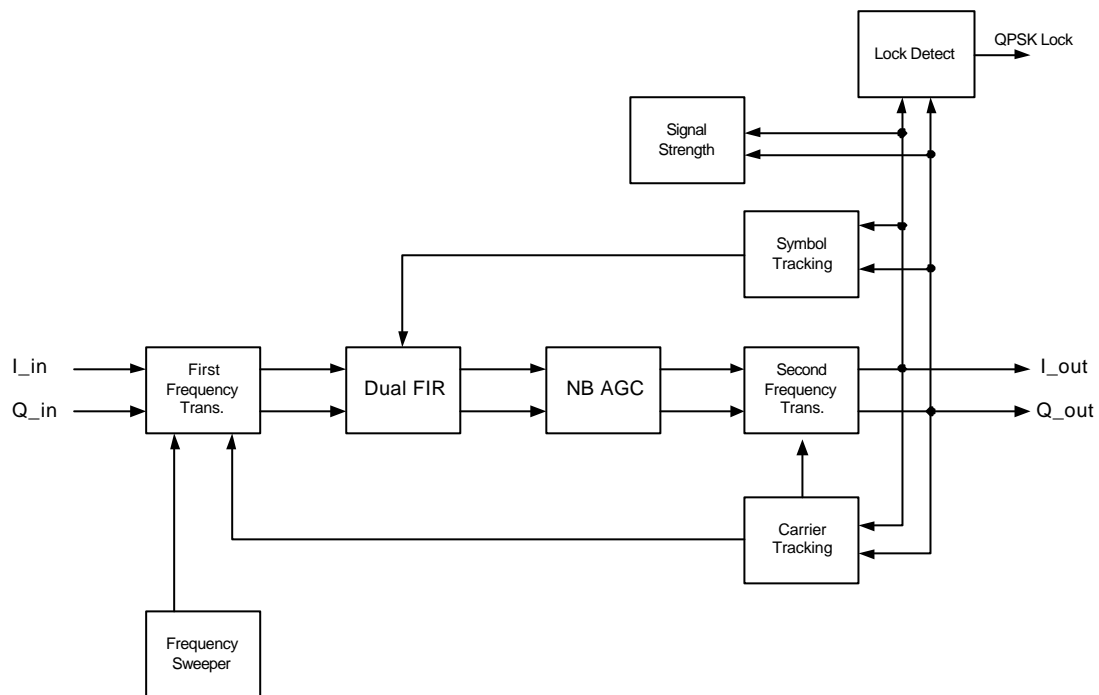 Lock Detect
QPSK Lock
Signal
Strength
Symbol
Tracking
I_in
Q_in
First
Frequency
Trans.
Dual FIR
NB AGC
Second
Frequency
Trans.
I_out
Q_out
Carrier
Tracking
Frequency
Sweeper